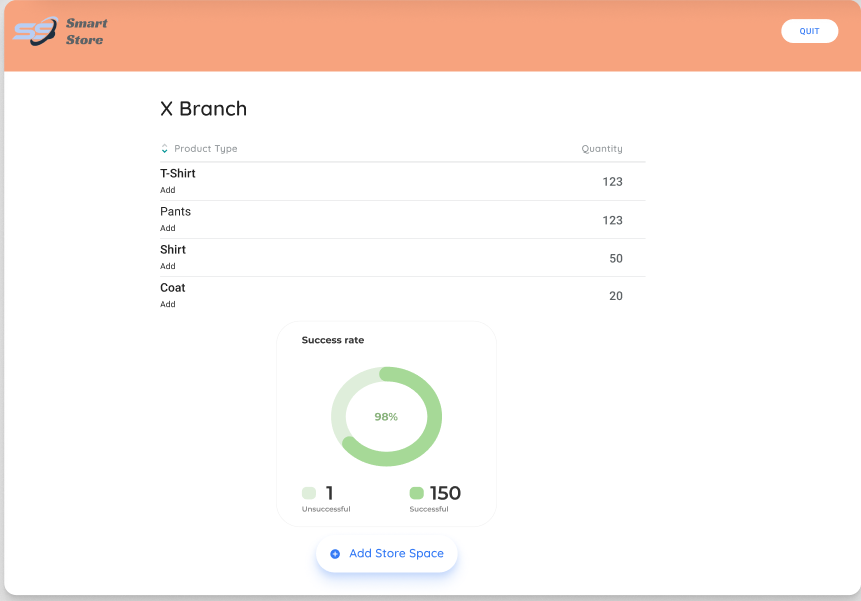 SS Smart
Store
QUIT
X Branch
Product Type Quantity
T-Shirt
Add
123
Pants
Add
123
Shirt
Add
50
Coat
Add
20
Success rate
98%
1 150
Unsuccessful Successful
Add Store Space